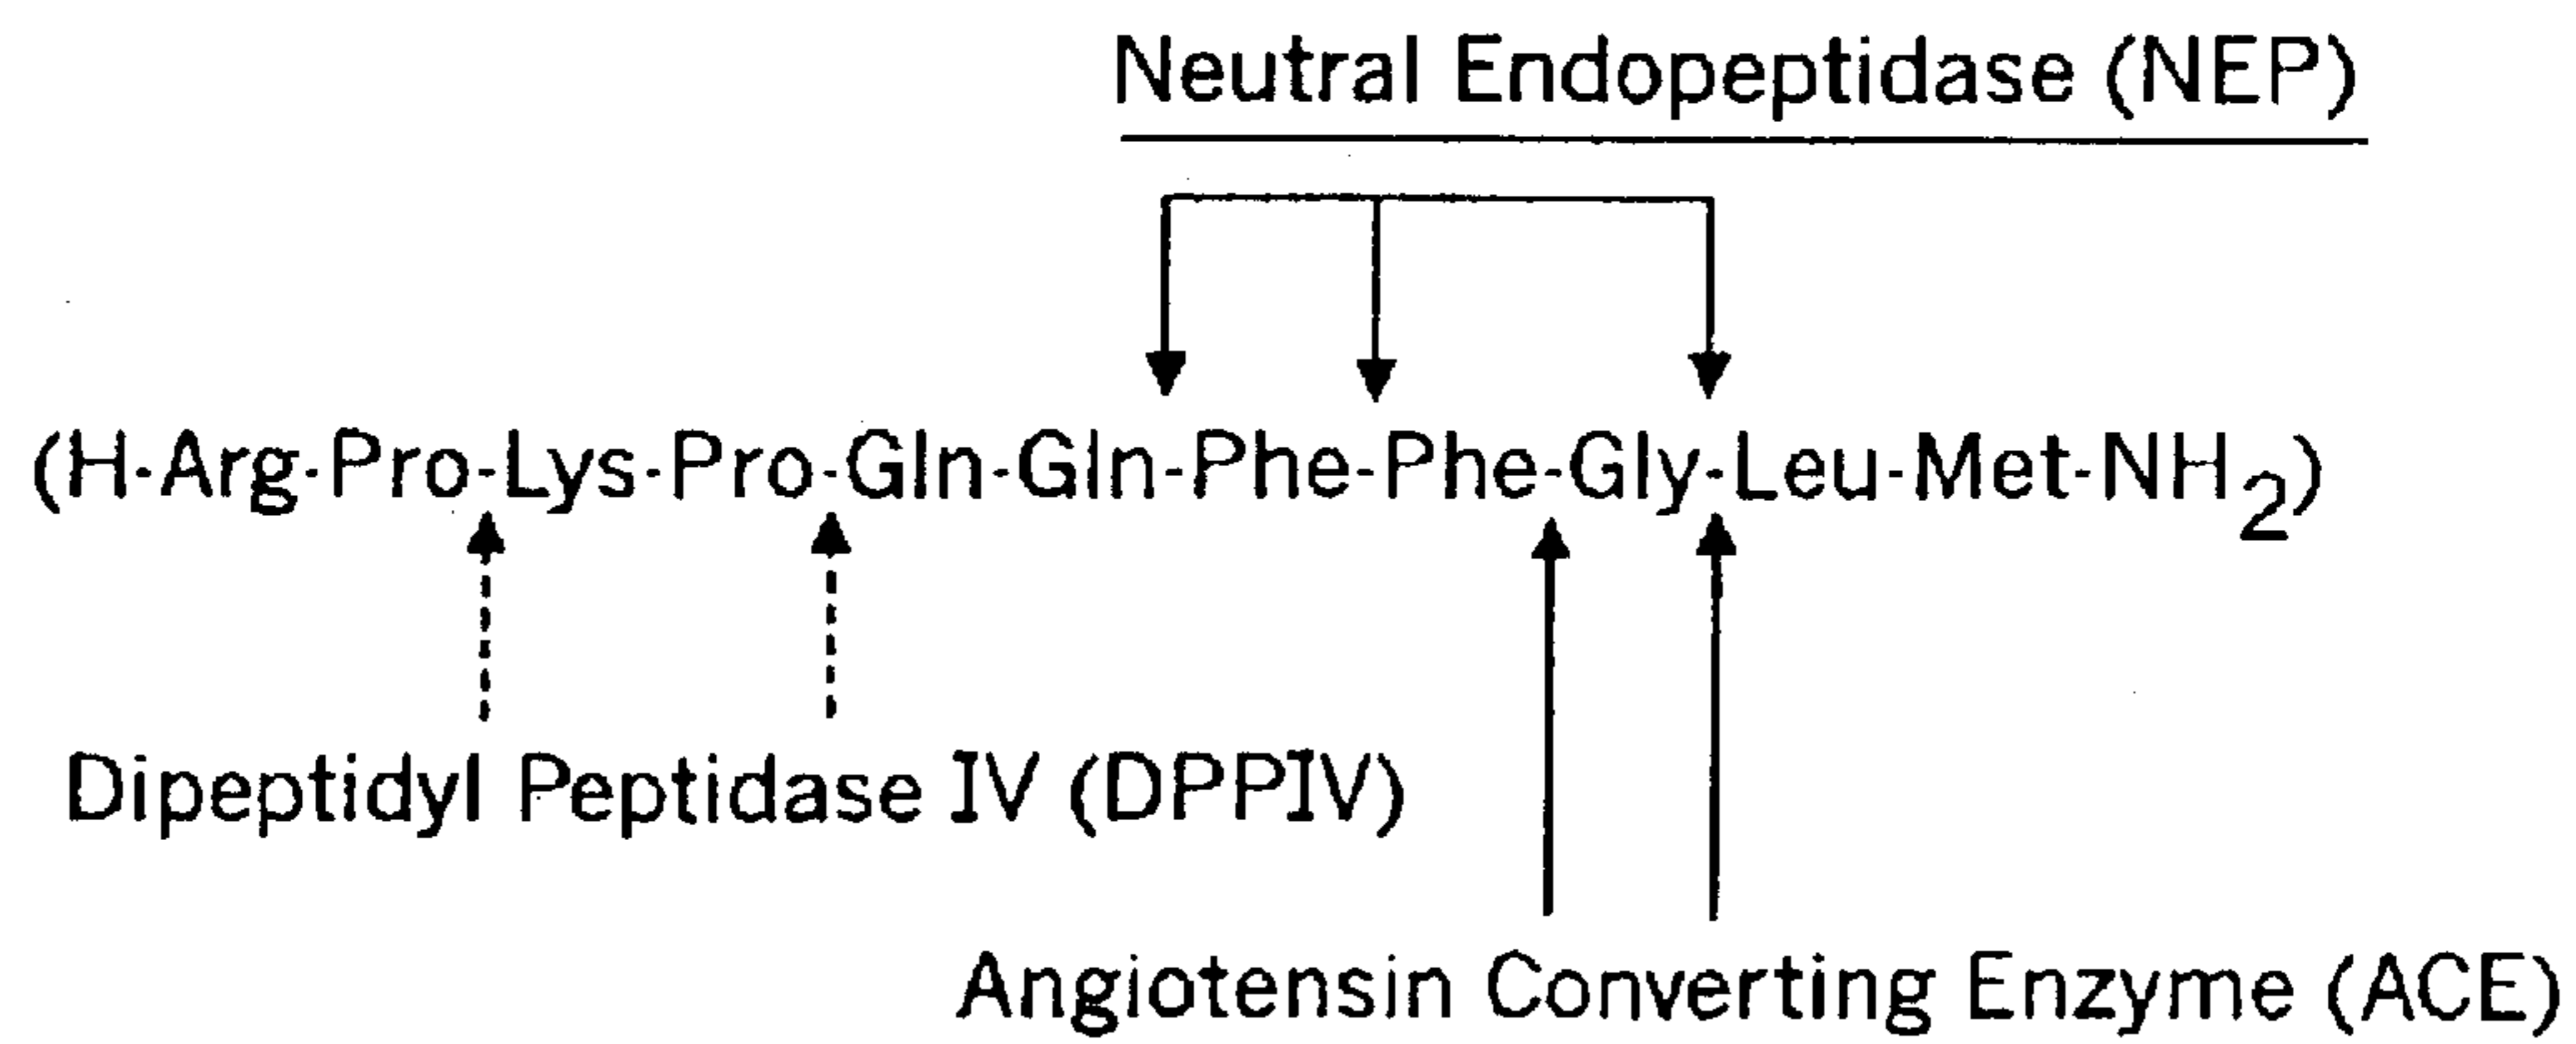 Neutral Endopeptidase (NEP)
(H-Arg-Pro-Lys-Pro-Gln-Gln-Phe-Phe-Gly-Leu-Met-NH2)
Dipeptidyl Peptidase IV (DPPIV)
Angiotensin Converting Enzyme (ACE)